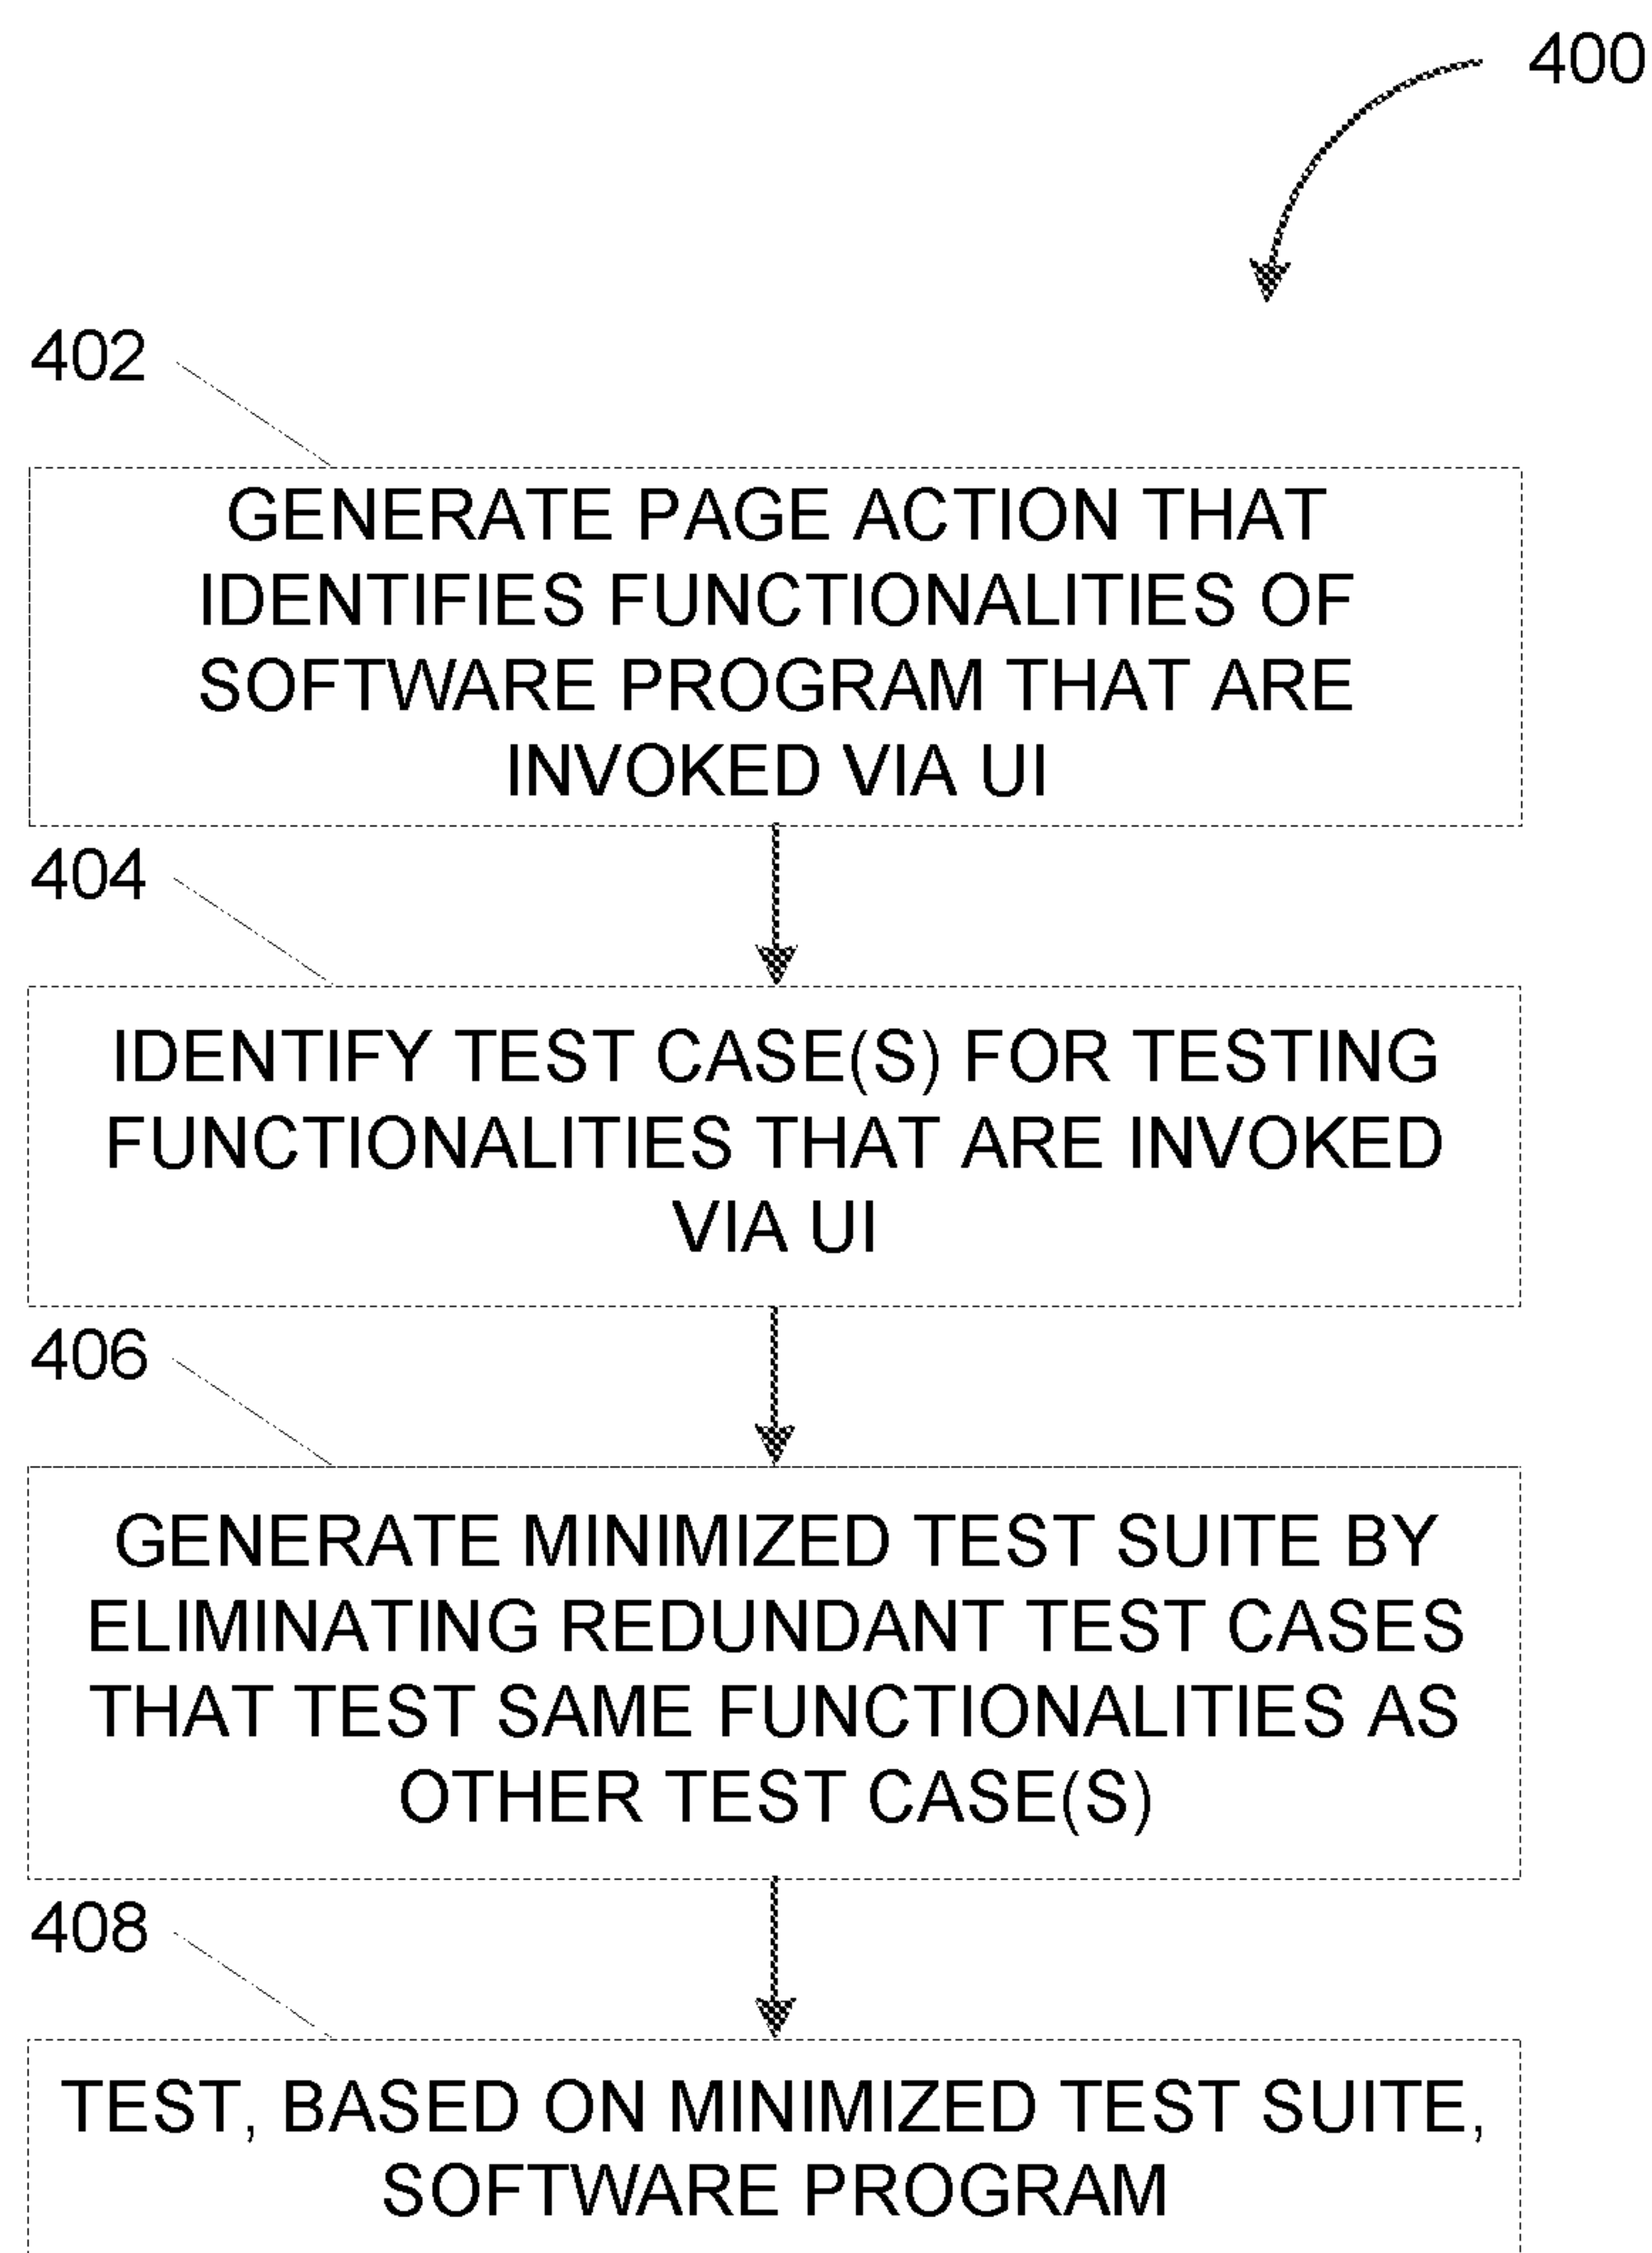 400
402
GENERATE PAGE ACTION THAT
IDENTIFIES FUNCTIONALITIES OF
SOFTWARE PROGRAM THAT ARE
INVOKED VIA UI
404
IDENTIFY TEST CASE(S) FOR TESTING
FUNCTIONALITIES THAT ARE INVOKED
VIA UI
406
GENERATE MINIMIZED TEST SUITE BY
ELIMINATING REDUNDANT TEST CASES
THAT TEST SAME FUNCTIONALITIES AS
OTHER TEST CASE(S)
408
TEST, BASED ON MINIMIZED TEST SUITE,
SOFTWARE PROGRAM